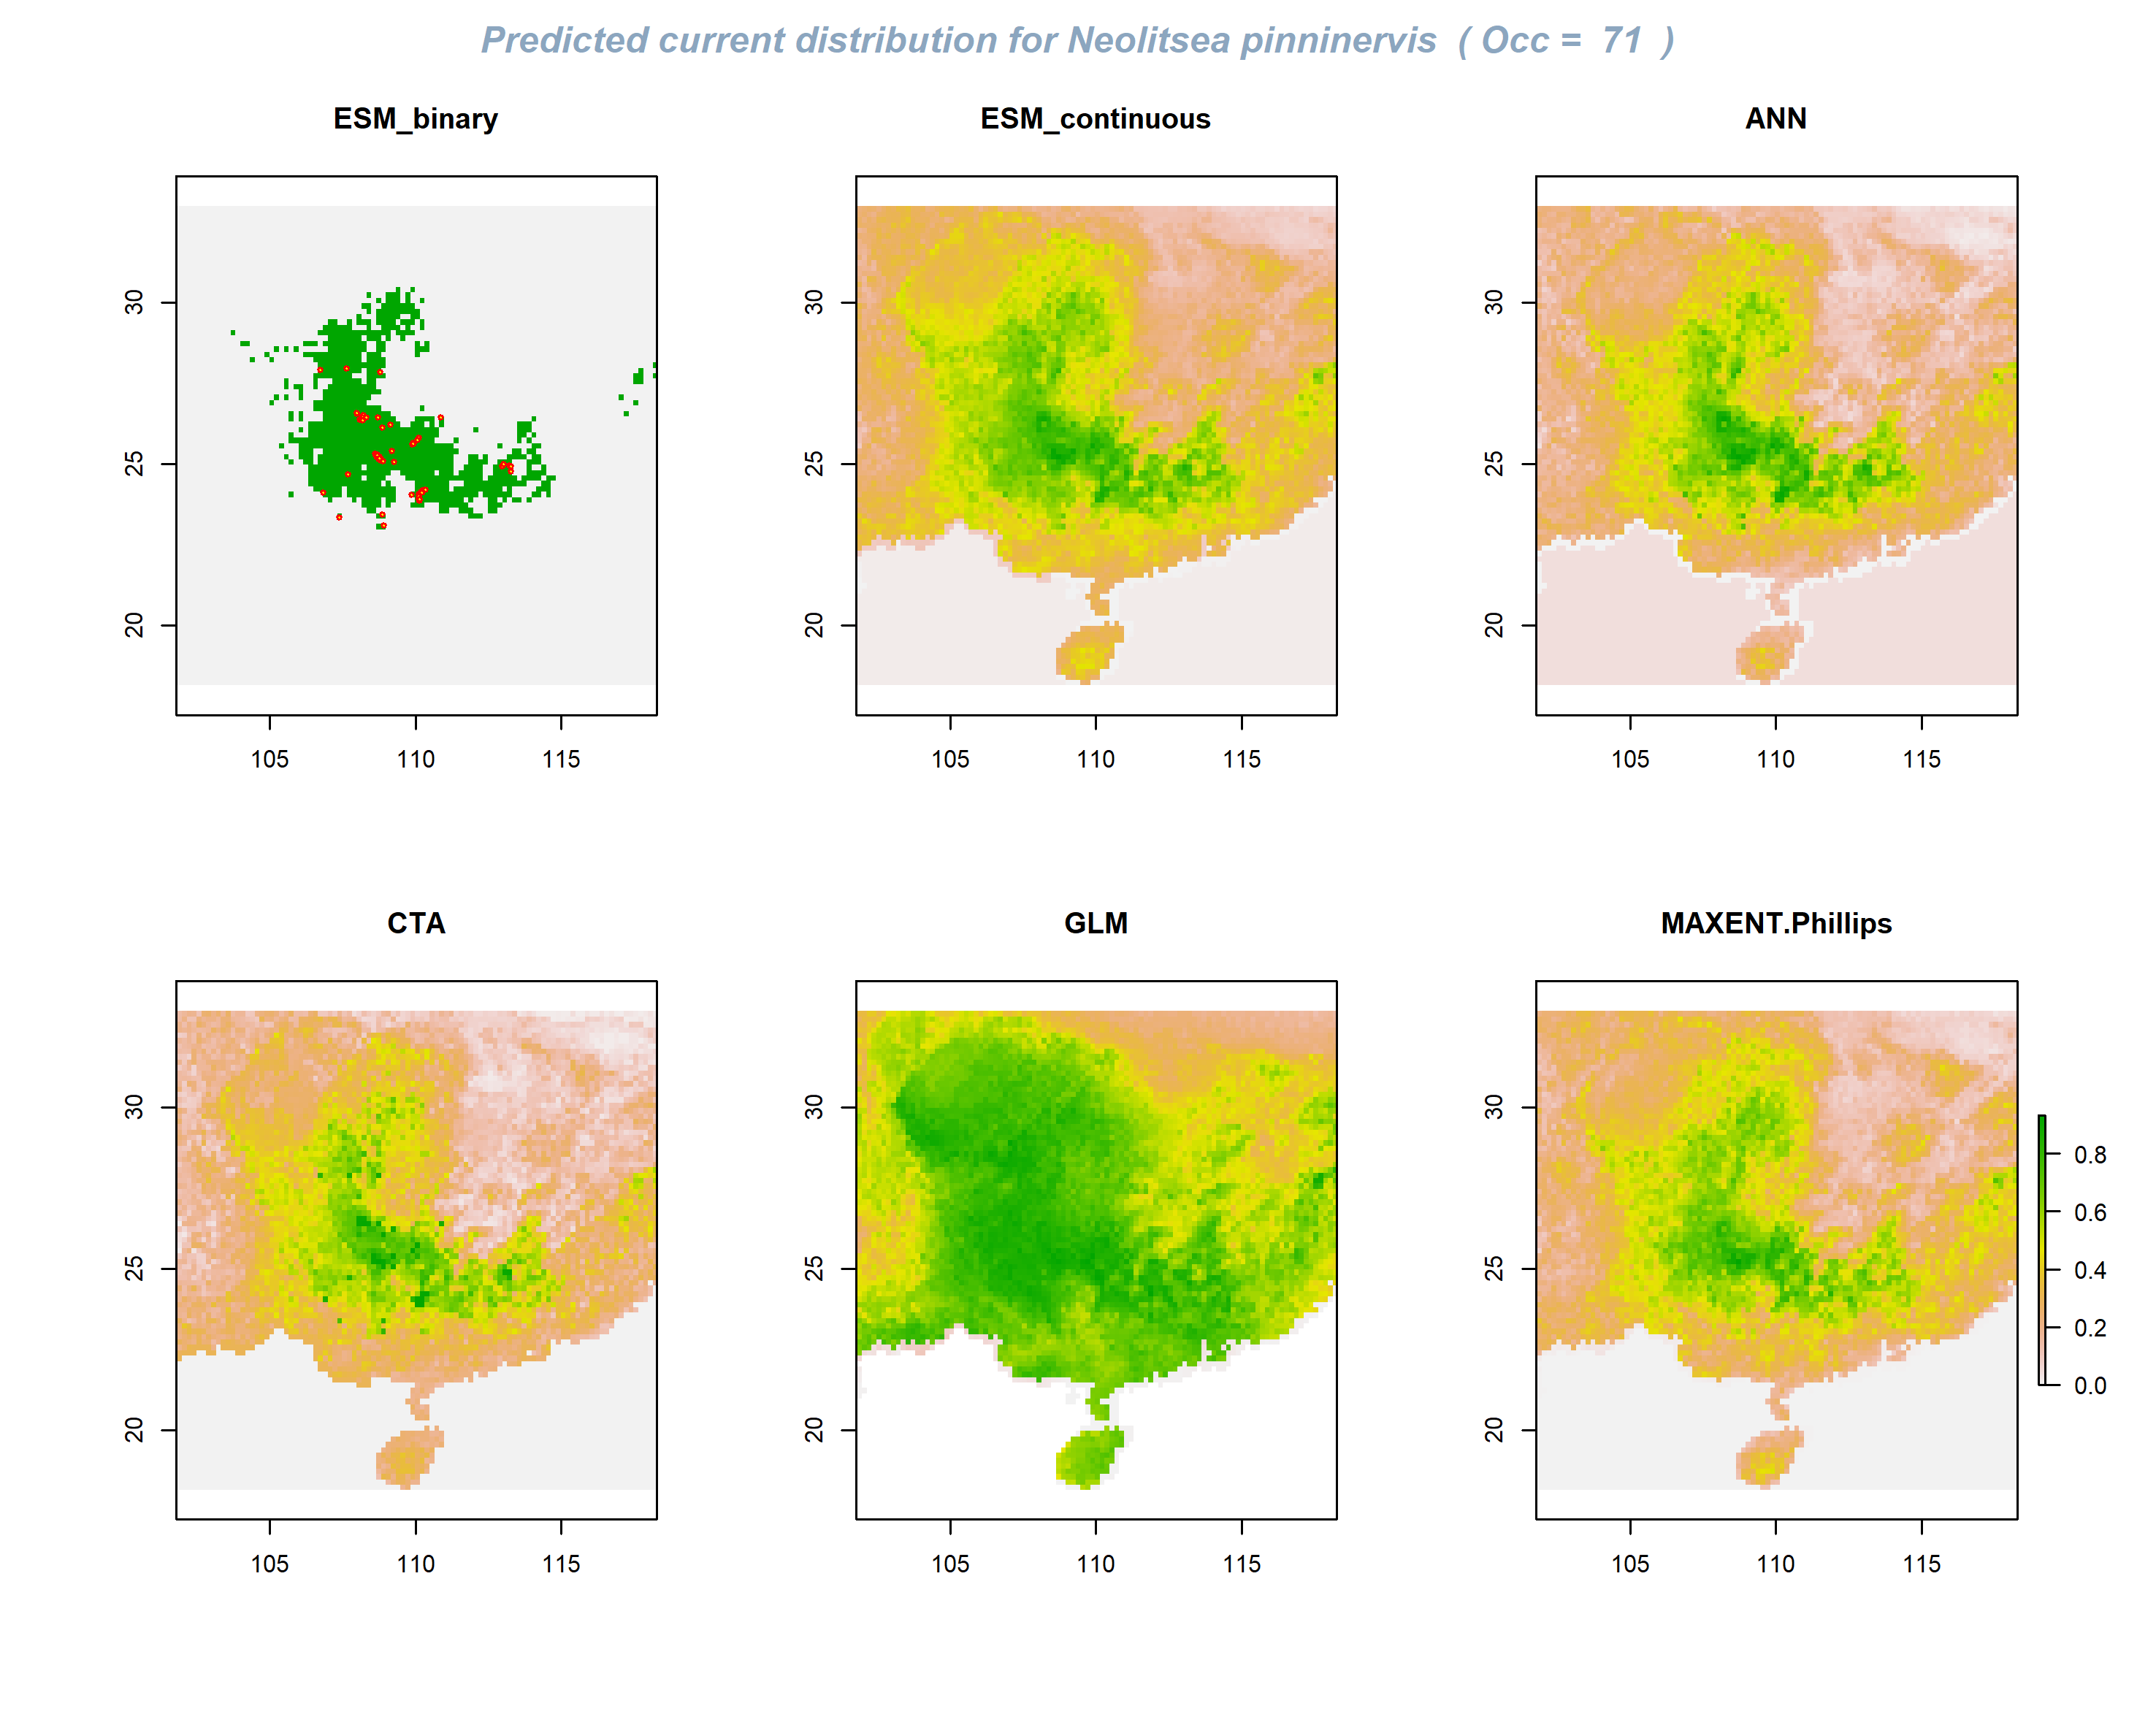 Predicted current distribution for Neolitsea pinninervis ( Occ = 71 )
ESM_binary
30
25
20
105 110 115
ESM_continuous
30
25
20
105 110 115
ANN
30
25
20
105 110 115
CTA
30
25
20
105 110 115
GLM
30
25
20
105 110 115
MAXENT.Phillips
30
25
20
105 110 115
0.8
0.6
0.4
0.2
0.0